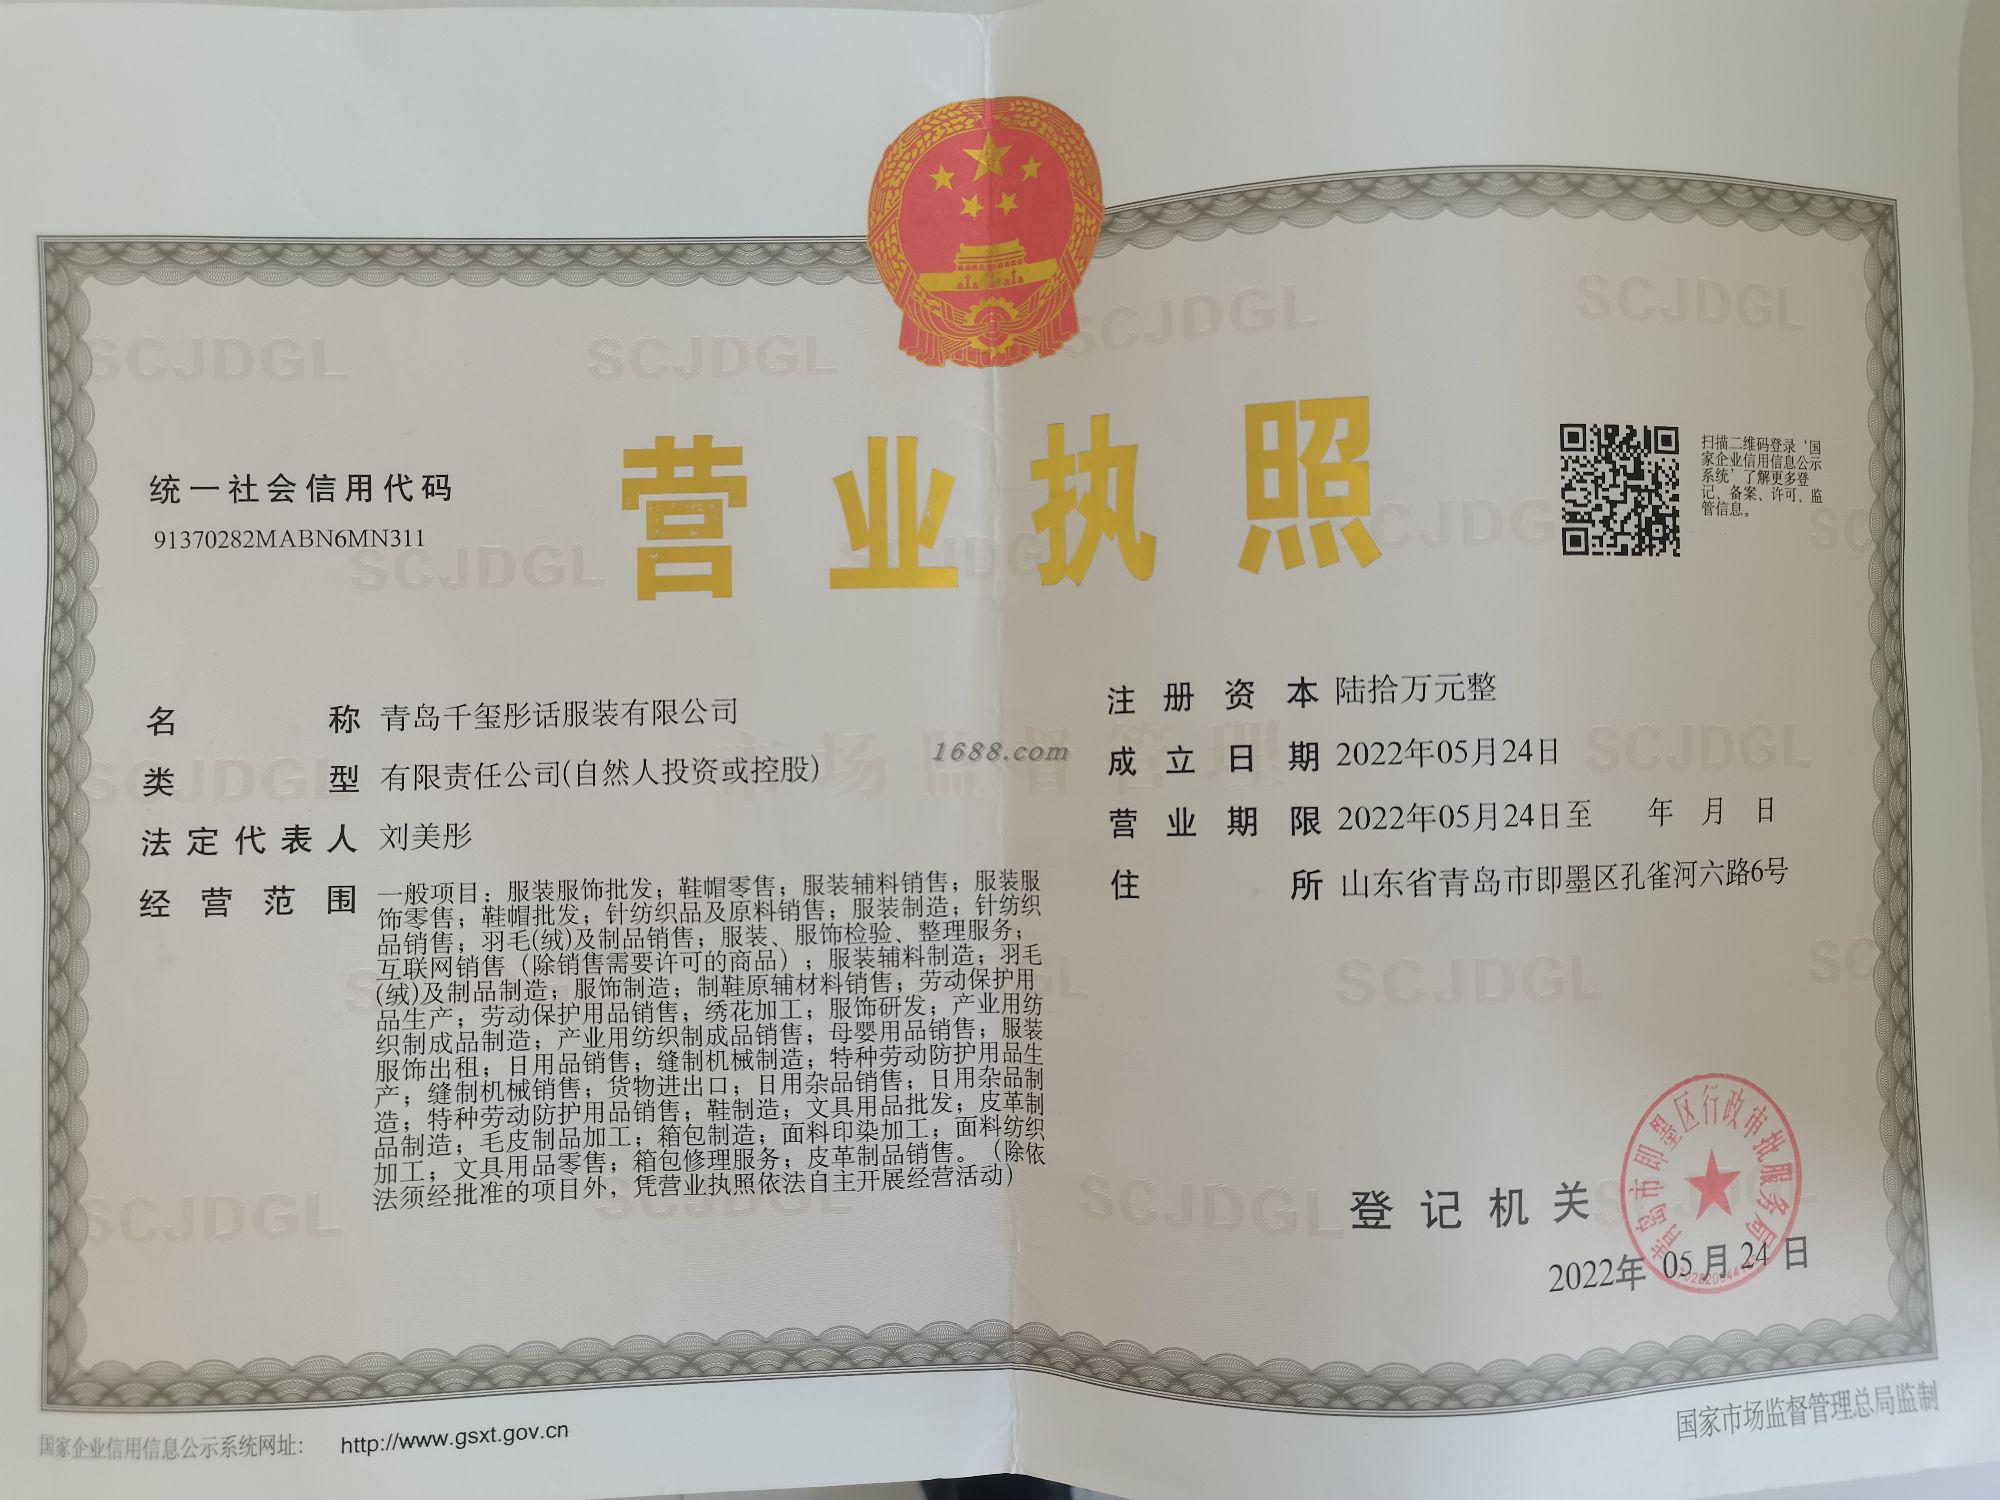 营业执照
统一社会信用代码
91370282MABN6MN311
扫描二维码登录‘国
家企业信用信息公示
系统’了解更多登
记、备案、许可、监
管信息。
名称 青岛千玺彤话服装有限公司
类型 有限责任公司(自然人投资或控股)
法定代表人 刘美彤
经营范围 一般项目：服装服饰批发；鞋帽零售；服装辅料销售；服装服
饰零售；鞋帽批发；针纺织品及原料销售；服装制造；针纺织
品销售；羽毛(绒)及制品销售；服装、服饰检验、整理服务；
互联网销售（除销售需要许可的商品）；服装辅料制造；羽毛
(绒)及制品制造；服饰制造；制鞋原辅材料销售；劳动保护用
品生产；劳动保护用品销售；绣花加工；服饰研发；产业用纺
织制成品制造；产业用纺织制成品销售；母婴用品销售；服装
服饰出租；日用品销售；缝制机械制造；特种劳动防护用品生
产；缝制机械销售；货物进出口；日用杂品销售；日用杂品制
造；特种劳动防护用品销售；鞋制造；文具用品批发；皮革制
品制造；毛皮制品加工；箱包制造；面料印染加工；面料纺织
加工；文具用品零售；箱包修理服务；皮革制品销售。（除依
法须经批准的项目外，凭营业执照依法自主开展经营活动）
注册资本 陆拾万元整
成立日期 2022年05月24日
营业期限 2022年05月24日至 年 月 日
住所 山东省青岛市即墨区孔雀河六路6号
1688.com
市场监督管理
SCJDGL
登记机关
青岛市即墨区行政审批服务局
2022年 05月 24日
国家企业信用信息公示系统网址： http://www.gsxt.gov.cn
国家市场监督管理总局监制